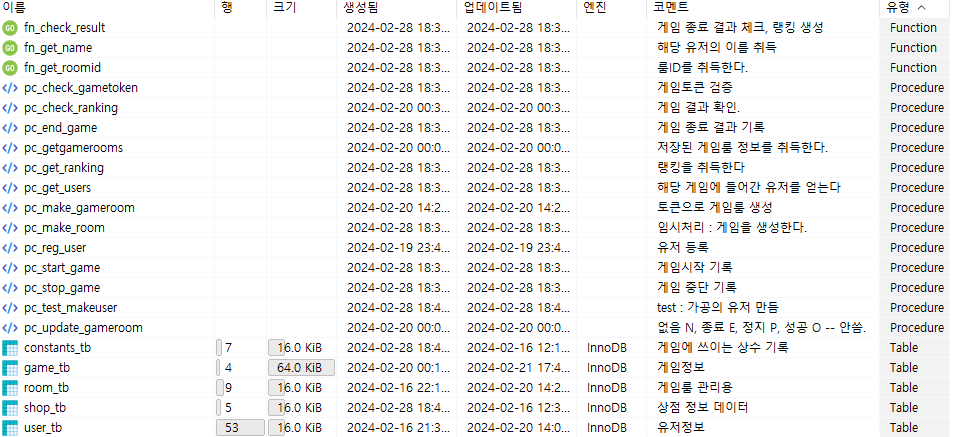 이름 행 크기 생성됨 업데이트됨 엔진 코멘트 유형
fn_check_result 2024-02-28 18:3... 2024-02-28 18:3... 게임 종료 결과 체크, 랭킹 생성 Function
fn_get_name 2024-02-28 18:3... 2024-02-28 18:3... 해당 유저의 이름 취득 Function
fn_get_roomid 2024-02-28 18:3... 2024-02-28 18:3... 룸ID를 취득한다. Function
pc_check_gametoken 2024-02-28 18:3... 2024-02-28 18:3... 게임토큰 검증 Procedure
pc_check_ranking 2024-02-20 00:3... 2024-02-20 00:3... 게임 결과 확인. Procedure
pc_end_game 2024-02-28 18:3... 2024-02-28 18:3... 게임 종료 결과 기록 Procedure
pc_getgamerooms 2024-02-20 00:0... 2024-02-20 00:0... 저장된 게임룸 정보를 취득한다. Procedure
pc_get_ranking 2024-02-28 18:3... 2024-02-28 18:3... 랭킹을 취득한다 Procedure
pc_get_users 2024-02-28 18:3... 2024-02-28 18:3... 해당 게임에 들어간 유저를 얻는다 Procedure
pc_make_gameroom 2024-02-20 14:2... 2024-02-20 14:2... 토큰으로 게임룸 생성 Procedure
pc_make_room 2024-02-28 18:3... 2024-02-28 18:3... 임시처리 : 게임을 생성한다. Procedure
pc_reg_user 2024-02-19 23:4... 2024-02-19 23:4... 유저 등록 Procedure
pc_start_game 2024-02-28 18:3... 2024-02-28 18:3... 게임시작 기록 Procedure
pc_stop_game 2024-02-28 18:3... 2024-02-28 18:3... 게임 중단 기록 Procedure
pc_test_makeuser 2024-02-28 18:4... 2024-02-28 18:4... test : 가공의 유저 만듬 Procedure
pc_update_gameroom 2024-02-20 00:0... 2024-02-20 00:0... 없음 N, 종료 E, 정지 P, 성공 O -- 안씀. Procedure
constants_tb 7 16.0 KiB 2024-02-28 18:4... 2024-02-16 12:1... InnoDB 게임에 쓰이는 상수 기록 Table
game_tb 4 64.0 KiB 2024-02-20 00:1... 2024-02-21 17:4... InnoDB 게임정보 Table
room_tb 9 16.0 KiB 2024-02-16 22:1... 2024-02-20 14:2... InnoDB 게임룸 관리용 Table
shop_tb 5 16.0 KiB 2024-02-28 18:4... 2024-02-16 12:3... InnoDB 상점 정보 데이터 Table
user_tb 53 16.0 KiB 2024-02-16 21:3... 2024-02-20 14:0... InnoDB 유저정보 Table